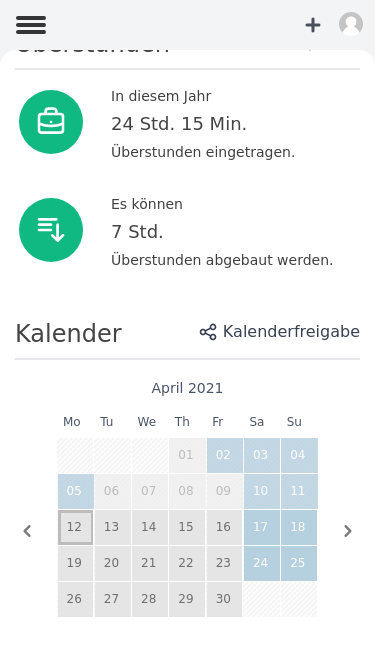 Überstunden
In diesem Jahr
24 Std. 15 Min.
Überstunden eingetragen.
Es können
7 Std.
Überstunden abgebaut werden.
Kalender
Kalenderfreigabe
April 2021
Mo Tu We Th Fr Sa Su
01 02 03 04
05 06 07 08 09 10 11
12 13 14 15 16 17 18
19 20 21 22 23 24 25
26 27 28 29 30